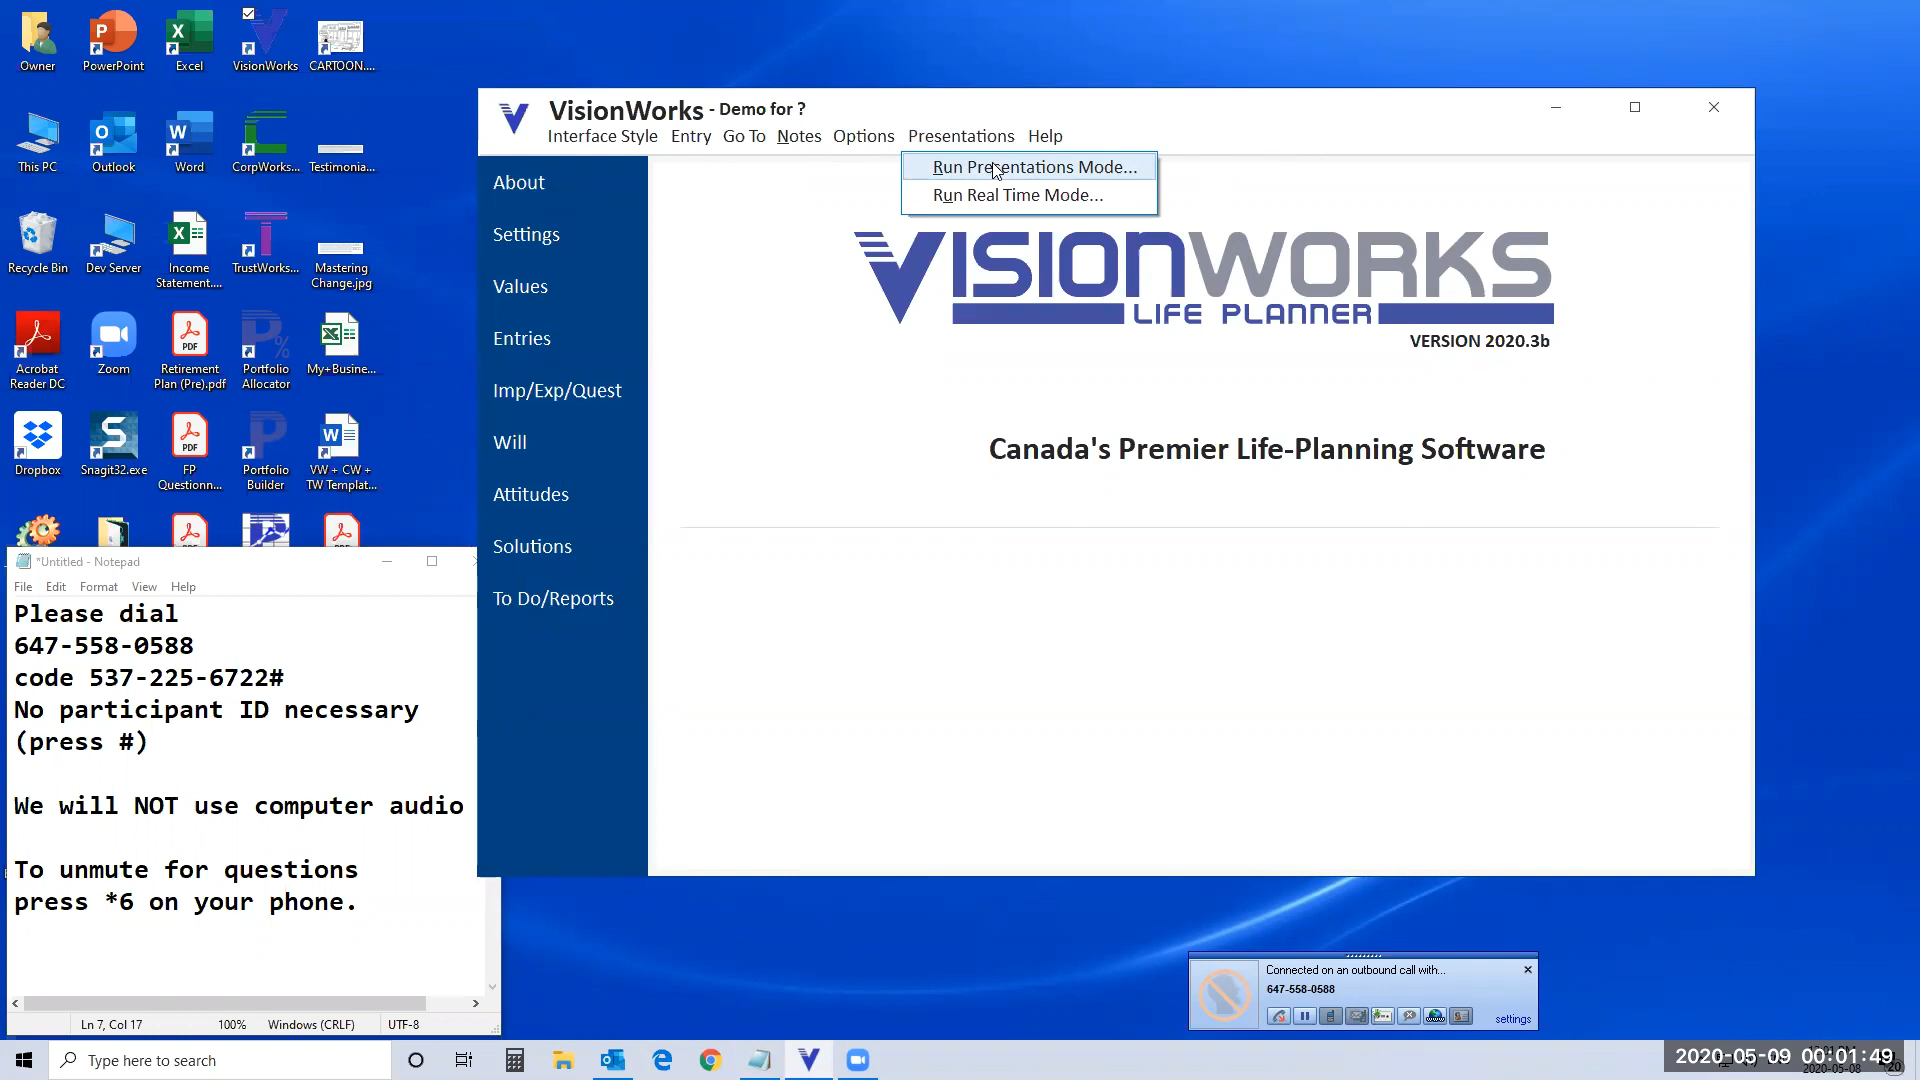 Owner
PowerPoint
Excel
VisionWorks
CARTOON....
This PC
Outlook
Word
CorpWorks...
Testimonia...
Recycle Bin
Dev Server
Income
Statement....
TrustWorks...
Mastering
Change.jpg
Acrobat
Reader DC
Zoom
Retirement
Plan (Pre).pdf
Portfolio
Allocator
My+Busine...
Dropbox
Snagit32.exe
FP
Questionn...
Portfolio
Builder
VW + CW +
TW Templat...
VisionWorks - Demo for ?
Interface Style Entry Go To Notes Options Presentations Help
Run Presentations Mode...
Run Real Time Mode...
About
Settings
Values
Entries
Imp/Exp/Quest
Will
Attitudes
Solutions
To Do/Reports
VISIONWORKS
LIFE PLANNER
VERSION 2020.3b
Canada's Premier Life-Planning Software
*Untitled - Notepad
File Edit Format View Help
Please dial
647-558-0588
code 537-225-6722#
No participant ID necessary
(press #)
We will NOT use computer audio
To unmute for questions
press *6 on your phone.
Ln 7, Col 17 100% Windows (CRLF) UTF-8
Connected on an outbound call with...
647-558-0588
settings
Type here to search
2020-05-09 00:01:49
2020-05-08
20